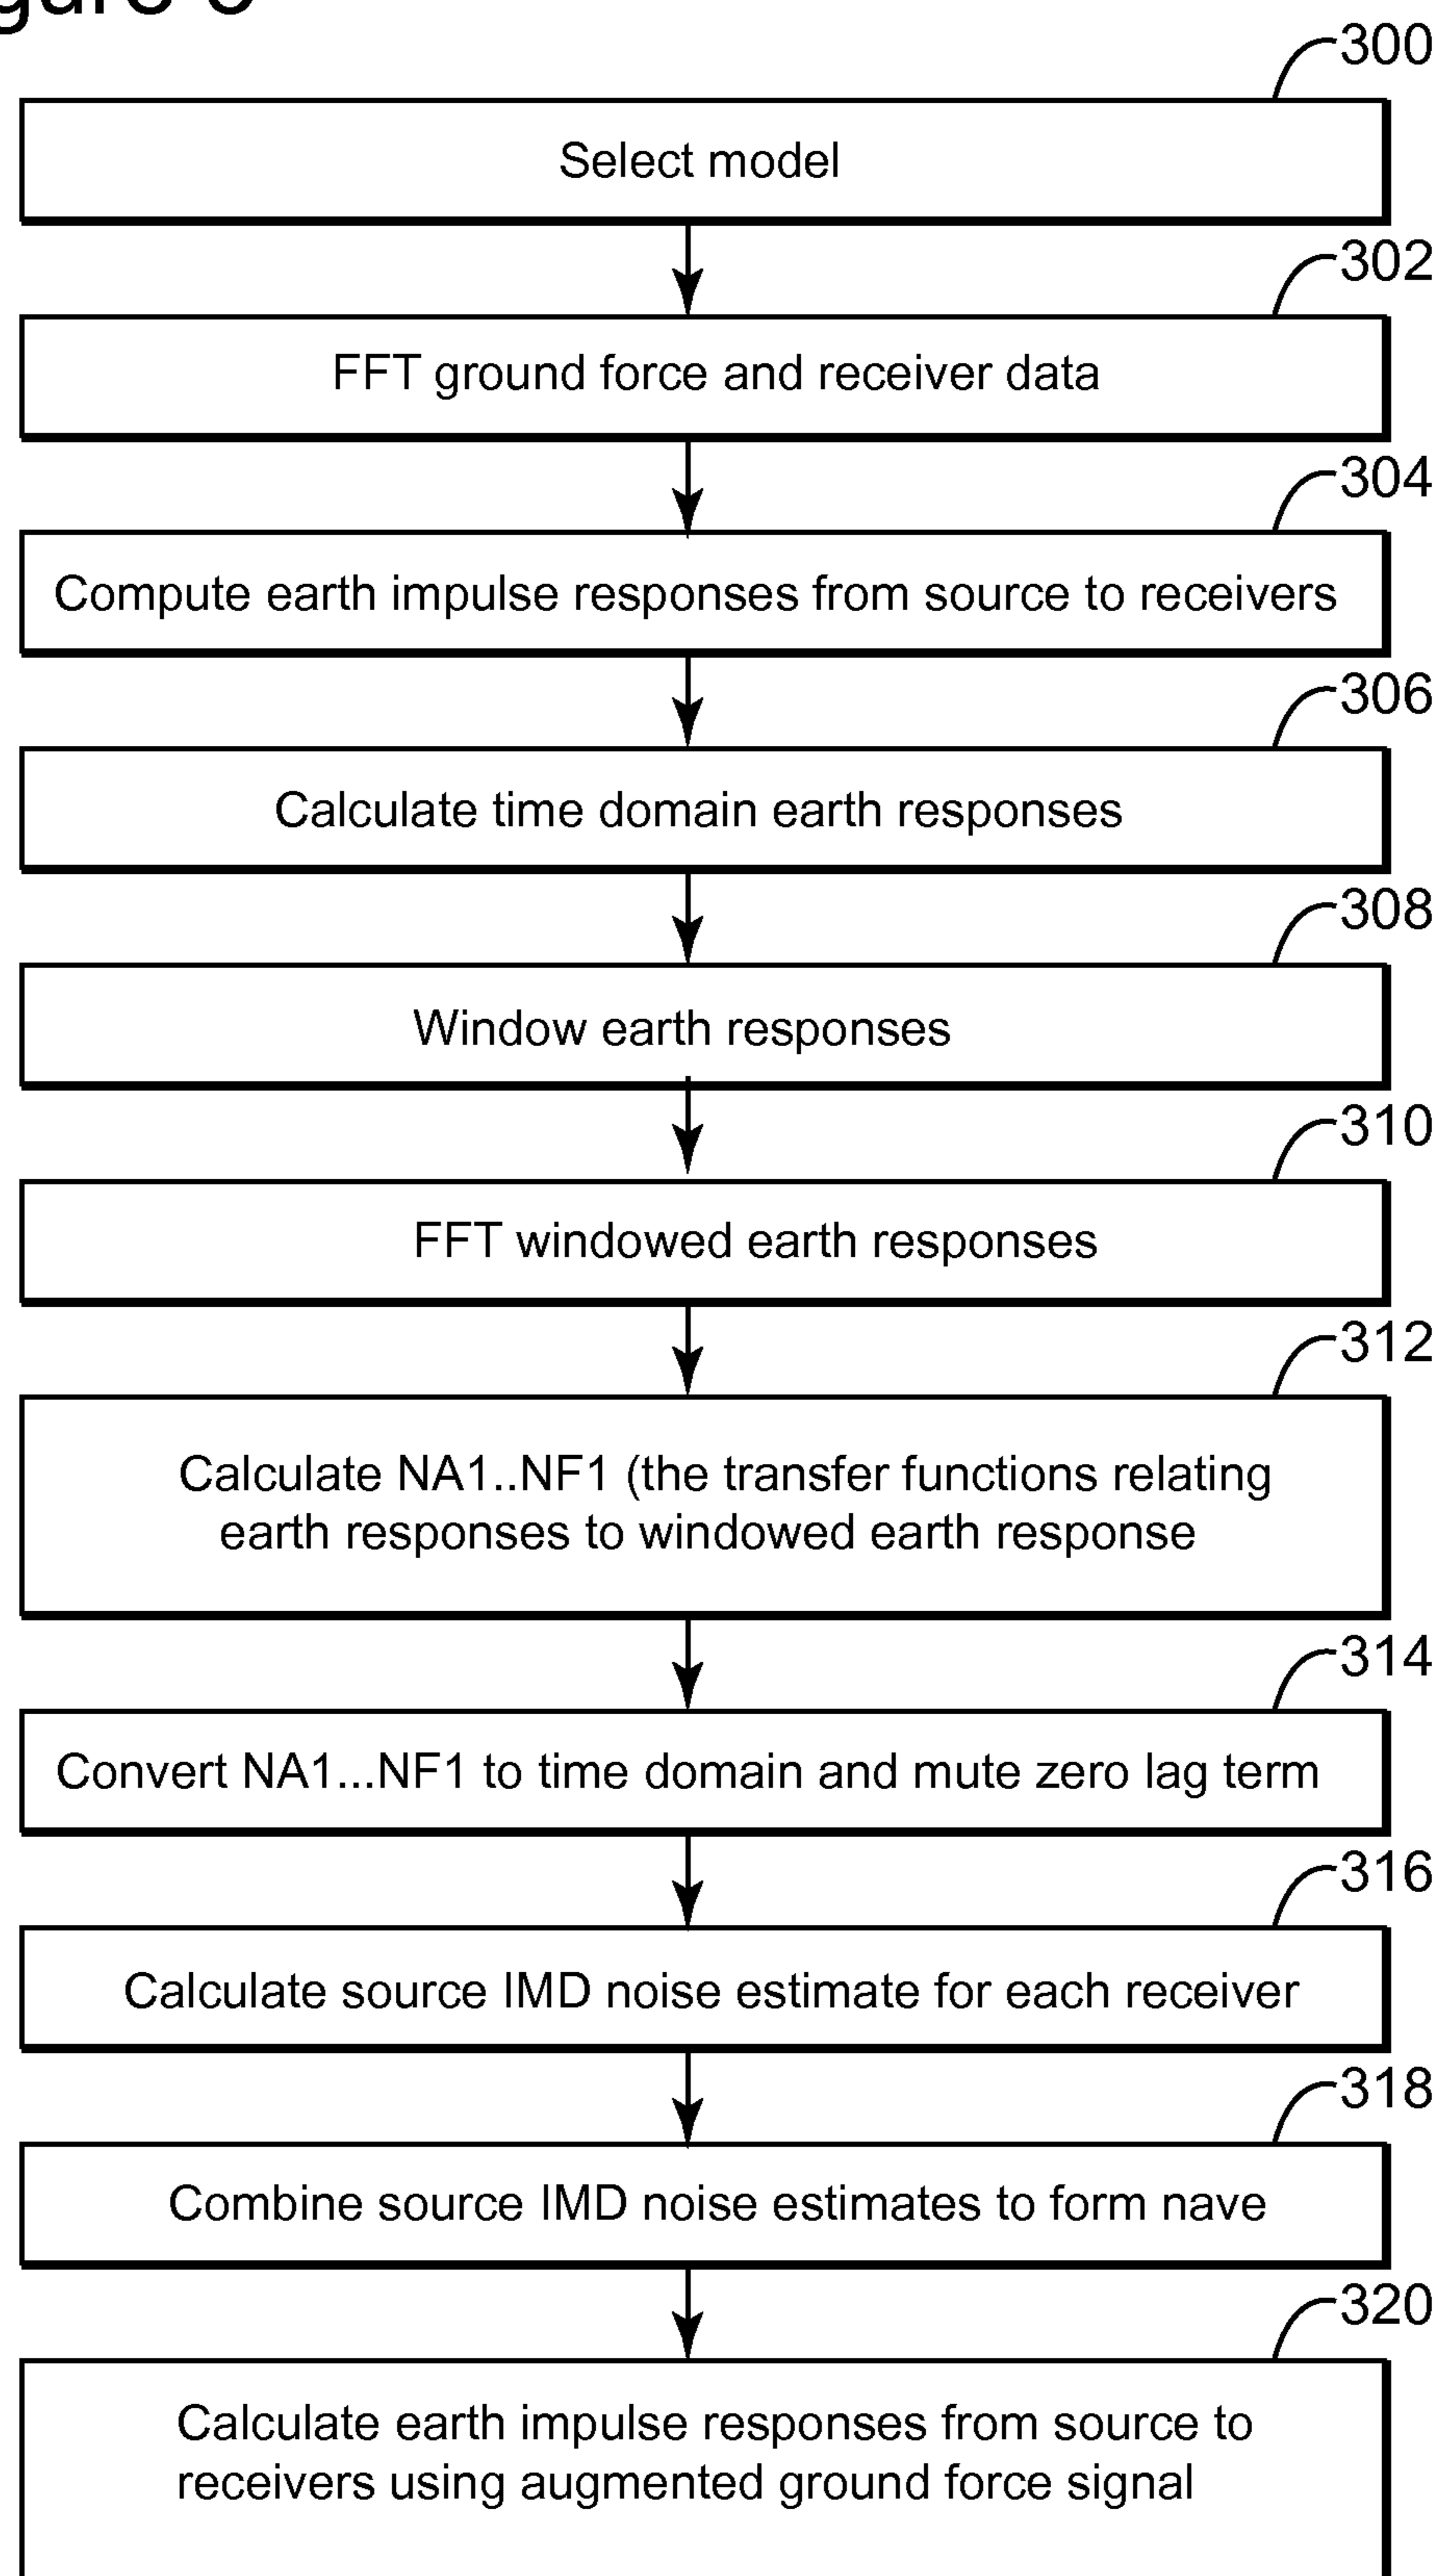 300
Select model
302
FFT ground force and receiver data
304
Compute earth impulse responses from source to receivers
306
Calculate time domain earth responses
308
Window earth responses
310
FFT windowed earth responses
312
Calculate NA1..NF1 (the transfer functions relating
earth responses to windowed earth response
314
Convert NA1...NF1 to time domain and mute zero lag term
316
Calculate source IMD noise estimate for each receiver
318
Combine source IMD noise estimates to form nave
320
Calculate earth impulse responses from source to
receivers using augmented ground force signal